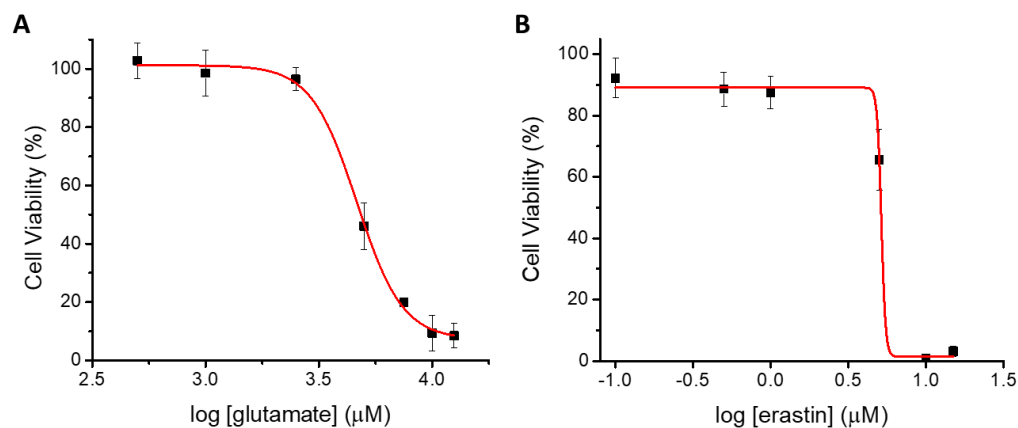 A
100
80
60
40
20
0
Cell Viability (%)
2.5 3.0 3.5 4.0
log [glutamate] (μM)
B
100
80
60
40
20
0
Cell Viability (%)
-1.0 -0.5 0.0 0.5 1.0 1.5
log [erastin] (μM)